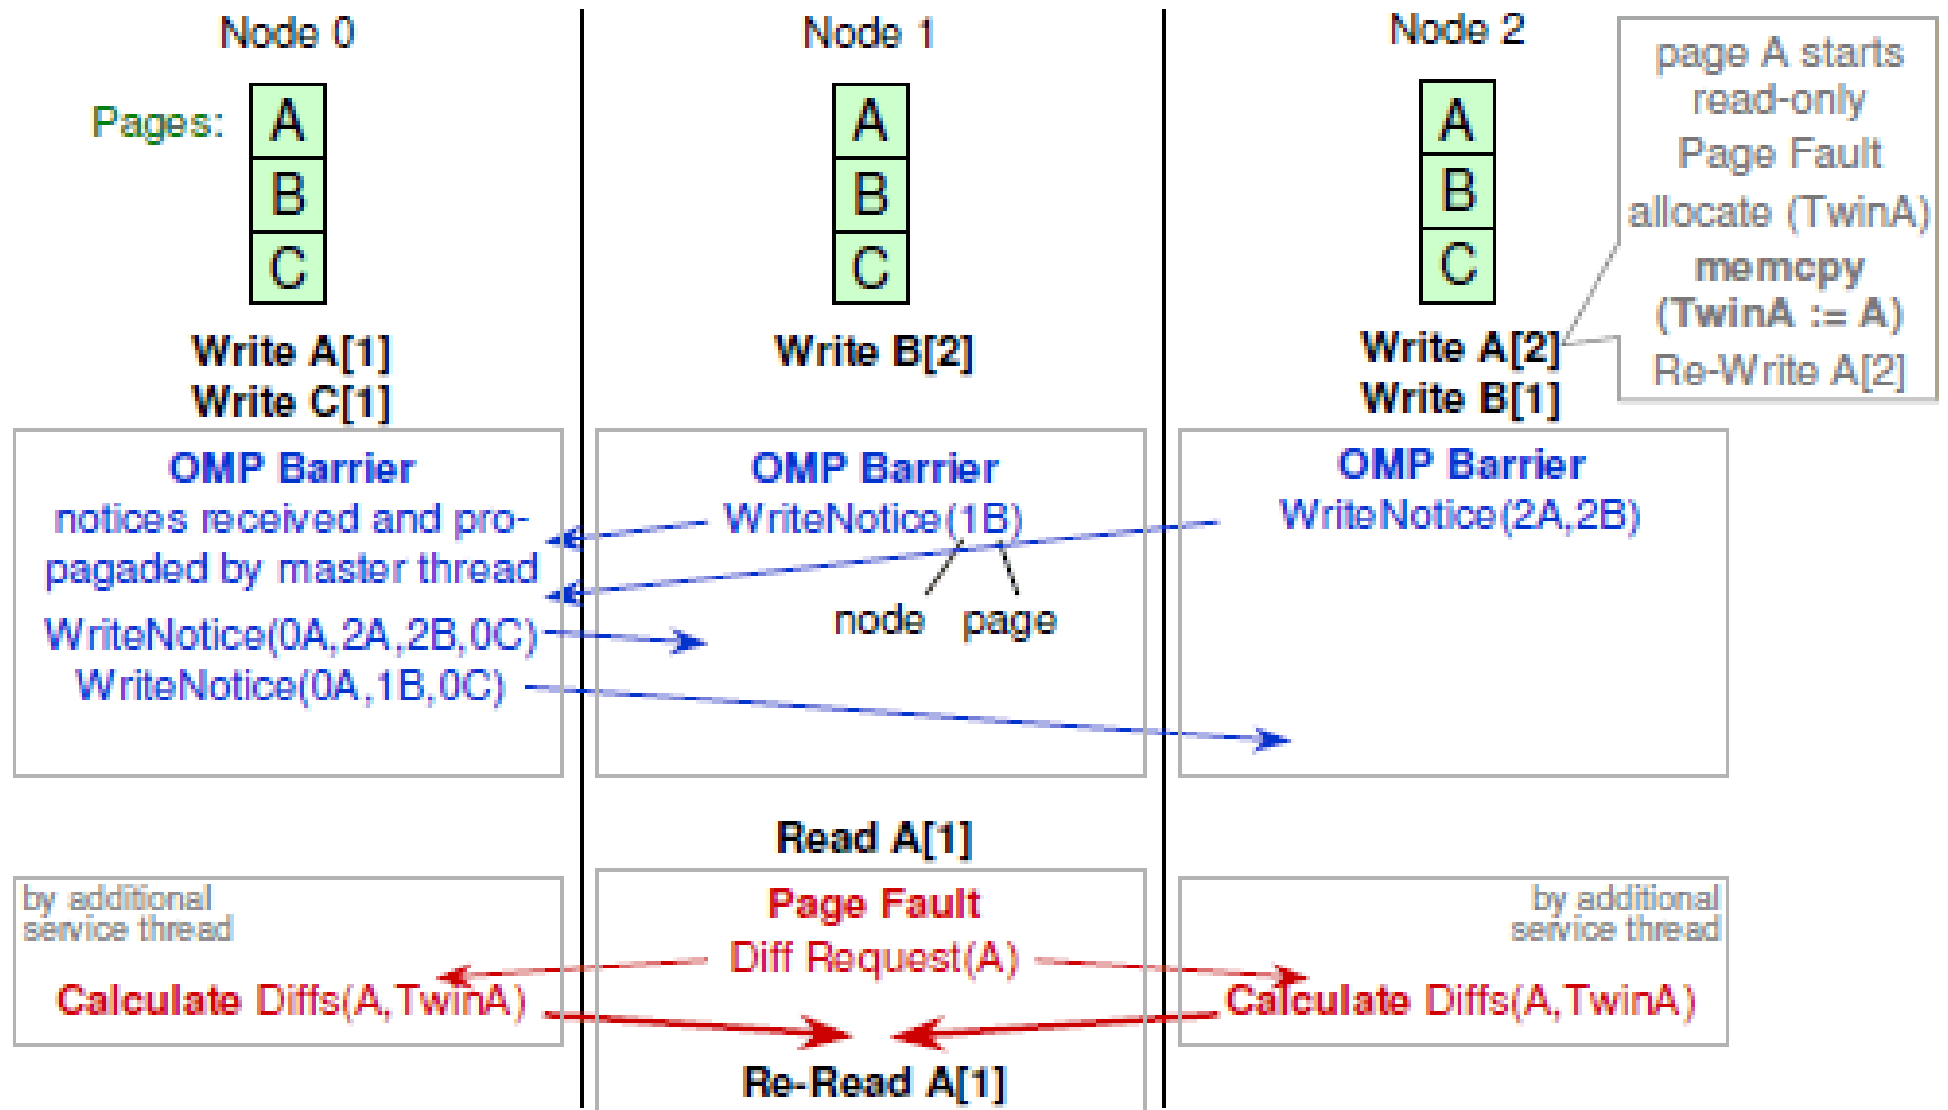 Node 0
Node 1
Node 2
Pages:
A
B
C
A
B
C
A
B
C
page A starts
read-only
Page Fault
allocate (TwinA)
memcpy
(TwinA := A)
Re-Write A[2]
Write A[1]
Write C[1]
Write B[2]
Write A[2]
Write B[1]
OMP Barrier
notices received and pro-
pagaded by master thread
WriteNotice(0A,2A,2B,0C)
WriteNotice(0A,1B,0C)
OMP Barrier
WriteNotice(1B)
node page
OMP Barrier
WriteNotice(2A,2B)
Read A[1]
by additional
service thread
Calculate Diffs(A,TwinA)
Page Fault
Diff Request(A)
Re-Read A[1]
by additional
service thread
Calculate Diffs(A,TwinA)